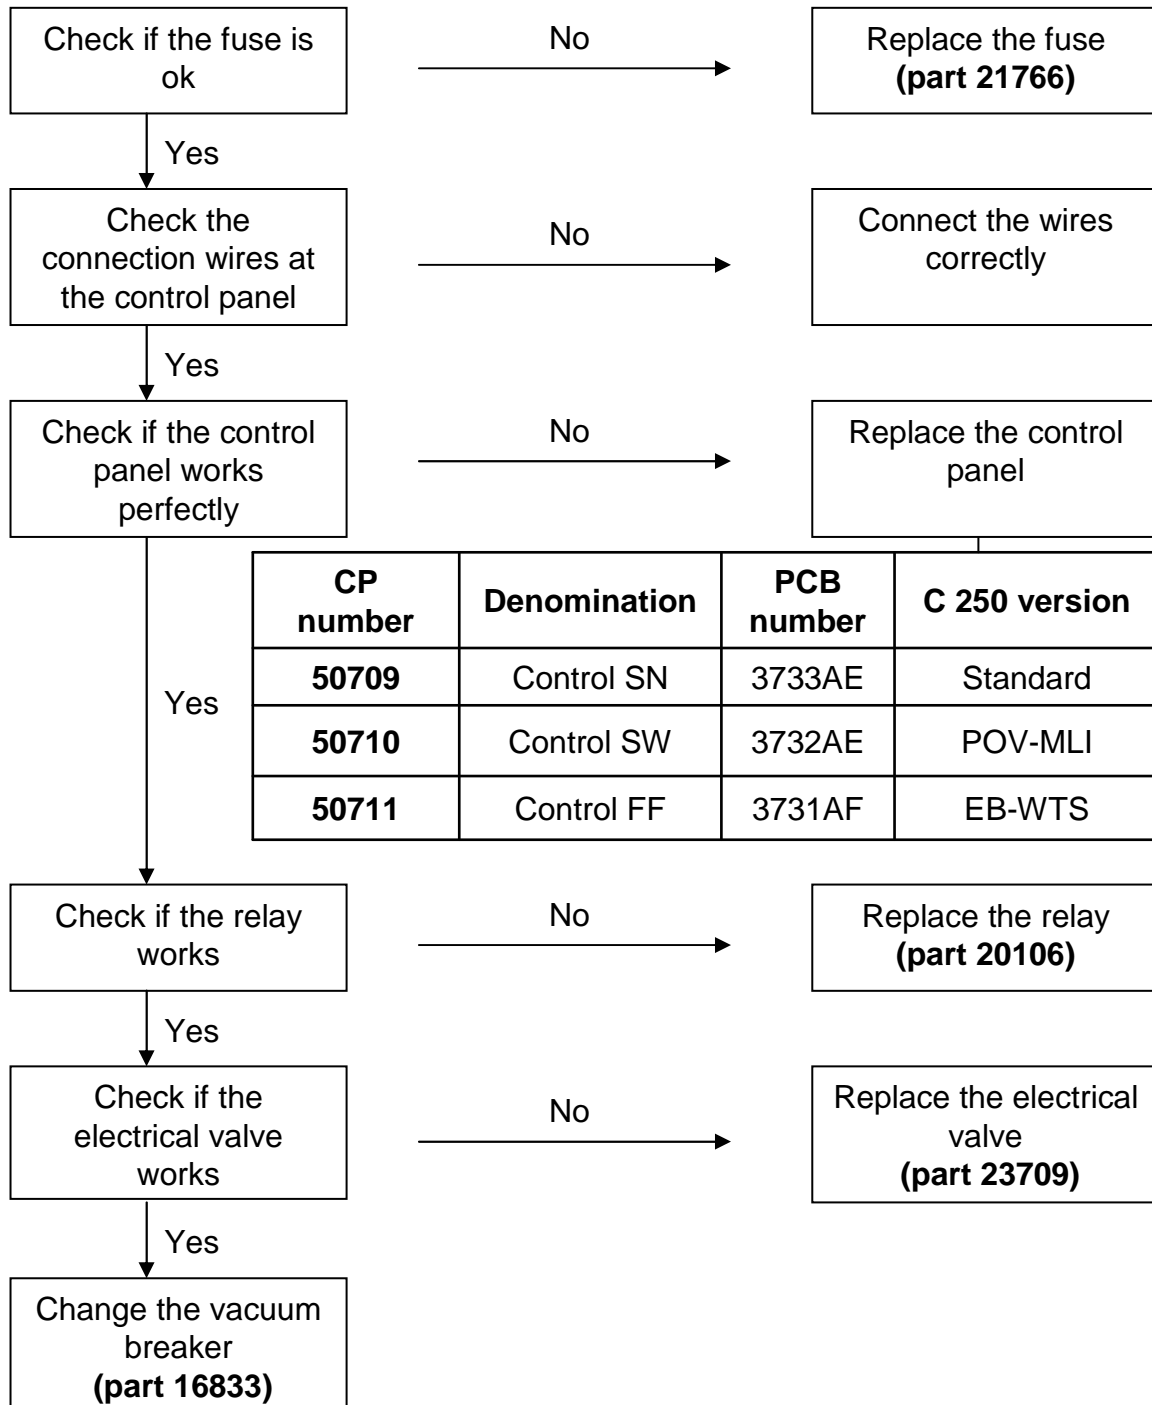 Check if the fuse is
ok
No
Replace the fuse
(part 21766)
Yes
Check the
connection wires at
the control panel
No
Connect the wires
correctly
Yes
Check if the control
panel works
perfectly
No
Replace the control
panel
Yes
CP
number
Denomination
PCB
number
C 250 version
50709
Control SN
3733AE
Standard
50710
Control SW
3732AE
POV-MLI
50711
Control FF
3731AF
EB-WTS
Check if the relay
works
No
Replace the relay
(part 20106)
Yes
Check if the
electrical valve
works
No
Replace the electrical
valve
(part 23709)
Yes
Change the vacuum
breaker
(part 16833)